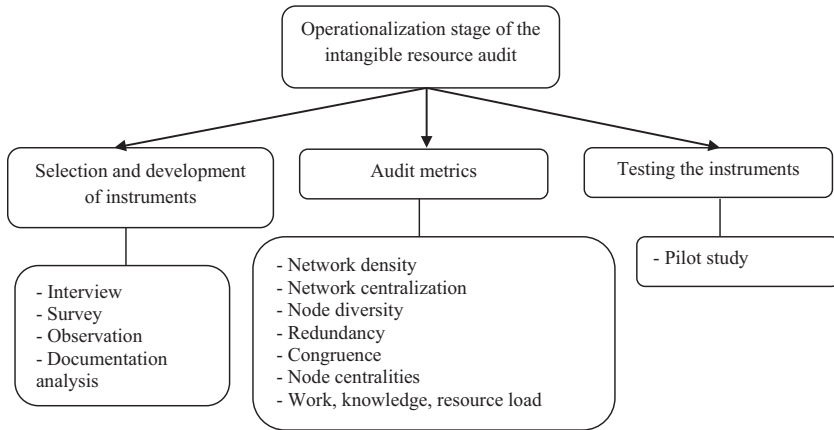 Operationalization stage of the
intangible resource audit
Selection and development
of instruments
Audit metrics
Testing the instruments
- Interview
- Survey
- Observation
- Documentation
analysis
- Network density
- Network centralization
- Node diversity
- Redundancy
- Congruence
- Node centralities
- Work, knowledge, resource load
- Pilot study